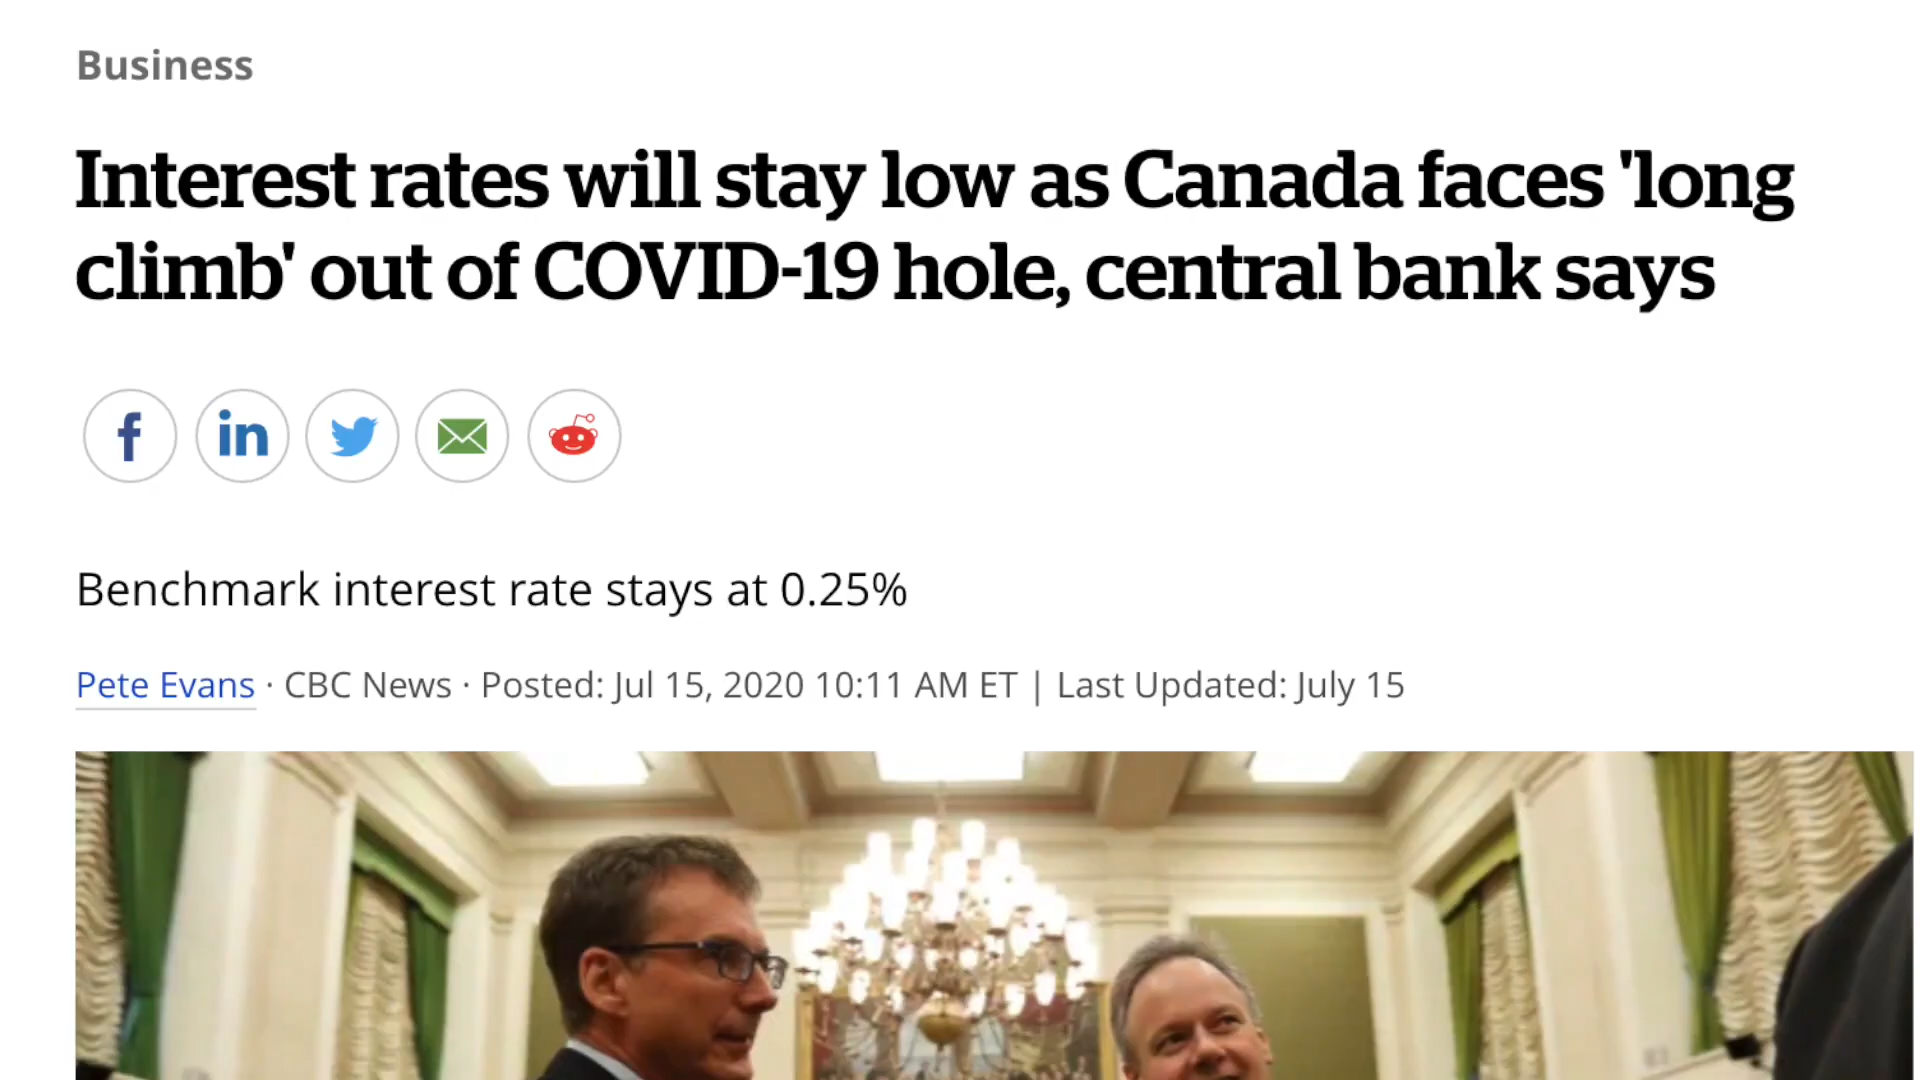 Business
Interest rates will stay low as Canada faces 'long
climb' out of COVID-19 hole, central bank says
f
in
Benchmark interest rate stays at 0.25%
Pete Evans · CBC News · Posted: Jul 15, 2020 10:11 AM ET | Last Updated: July 15